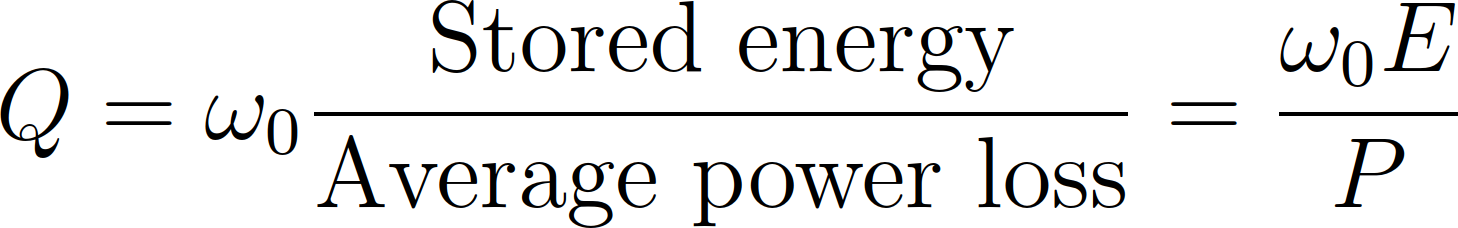 Q = ω₀ Stored energy / Average power loss = ω₀E / P